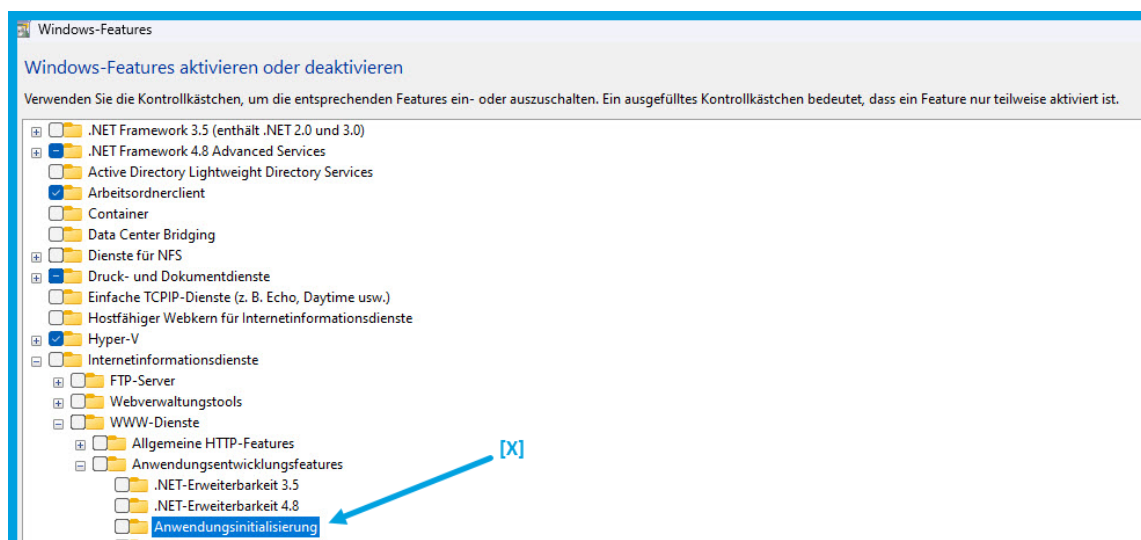 Windows-Features
Windows-Features aktivieren oder deaktivieren
Verwenden Sie die Kontrollkästchen, um die entsprechenden Features ein- oder auszuschalten. Ein ausgefülltes Kontrollkästchen bedeutet, dass ein Feature nur teilweise aktiviert ist.
.NET Framework 3.5 (enthält .NET 2.0 und 3.0)
.NET Framework 4.8 Advanced Services
Active Directory Lightweight Directory Services
Arbeitsordnerclient
Container
Data Center Bridging
Dienste für NFS
Druck- und Dokumentdienste
Einfache TCPIP-Dienste (z. B. Echo, Daytime usw.)
Hostfähiger Webkern für Internetinformationsdienste
Hyper-V
Internetinformationsdienste
FTP-Server
Webverwaltungstools
WWW-Dienste
Allgemeine HTTP-Features
[X]
Anwendungsentwicklungsfeatures
.NET-Erweiterbarkeit 3.5
.NET-Erweiterbarkeit 4.8
Anwendungsinitialisierung